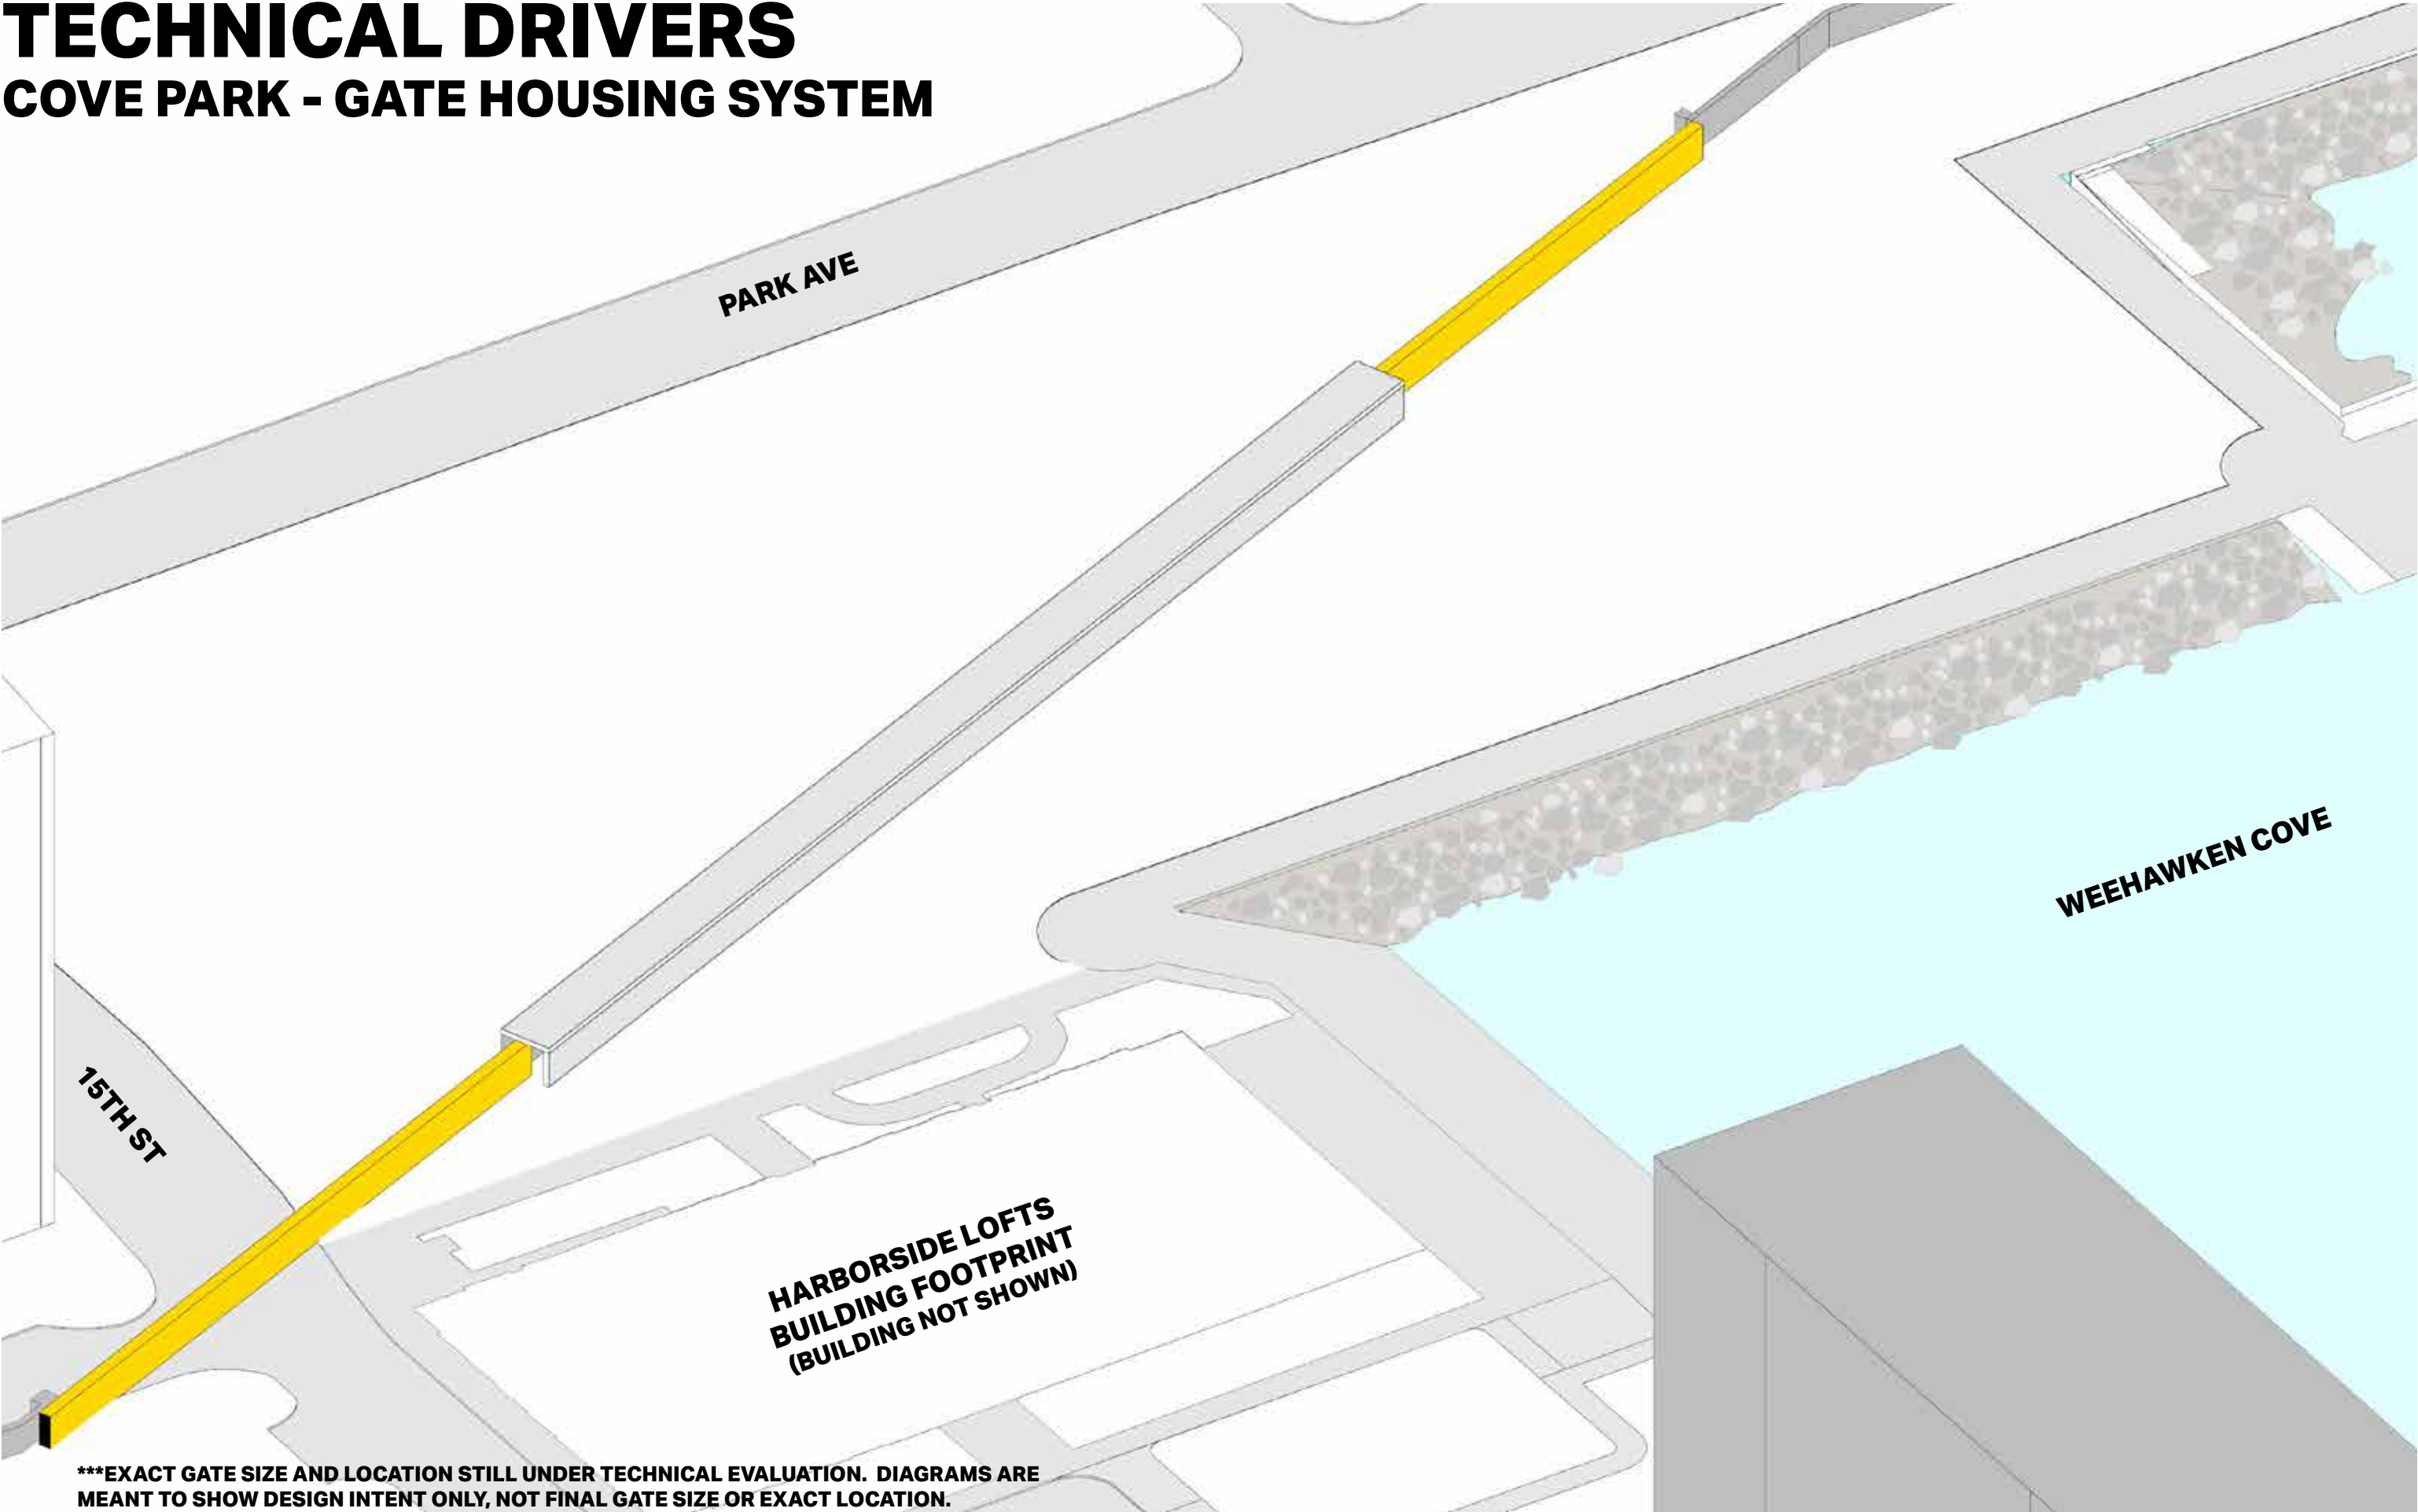 TECHNICAL DRIVERS
COVE PARK - GATE HOUSING SYSTEM
PARK AVE
WEEHAWKEN COVE
15TH ST
HARBORSIDE LOFTS
BUILDING FOOTPRINT
(BUILDING NOT SHOWN)
***EXACT GATE SIZE AND LOCATION STILL UNDER TECHNICAL EVALUATION. DIAGRAMS ARE
MEANT TO SHOW DESIGN INTENT ONLY, NOT FINAL GATE SIZE OR EXACT LOCATION.